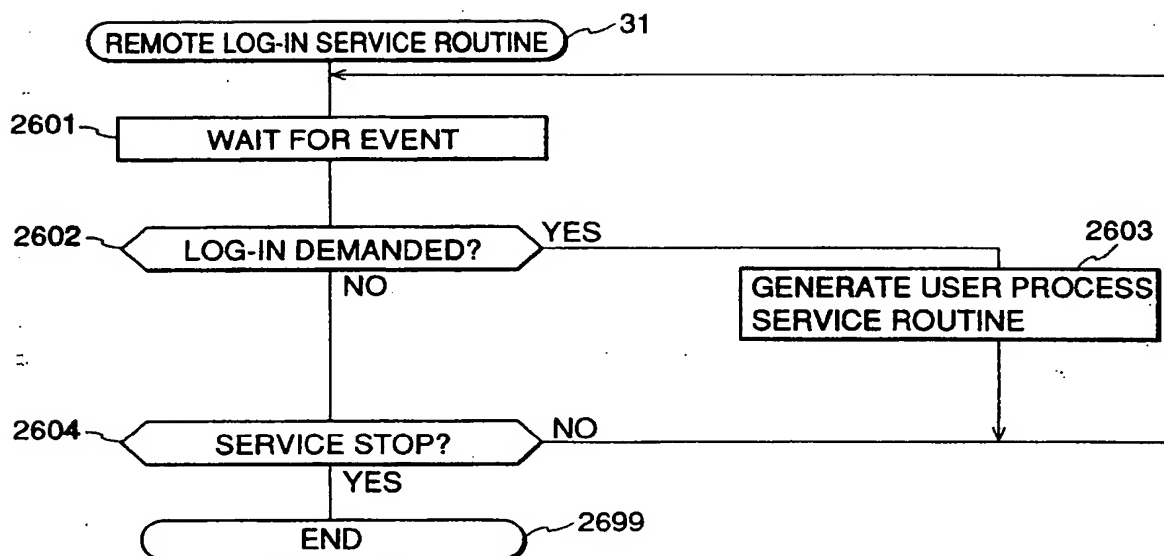 REMOTE LOG-IN SERVICE ROUTINE
31
2601
WAIT FOR EVENT
2602
LOG-IN DEMANDED?
YES
NO
2603
GENERATE USER PROCESS
SERVICE ROUTINE
2604
SERVICE STOP?
NO
YES
END
2699